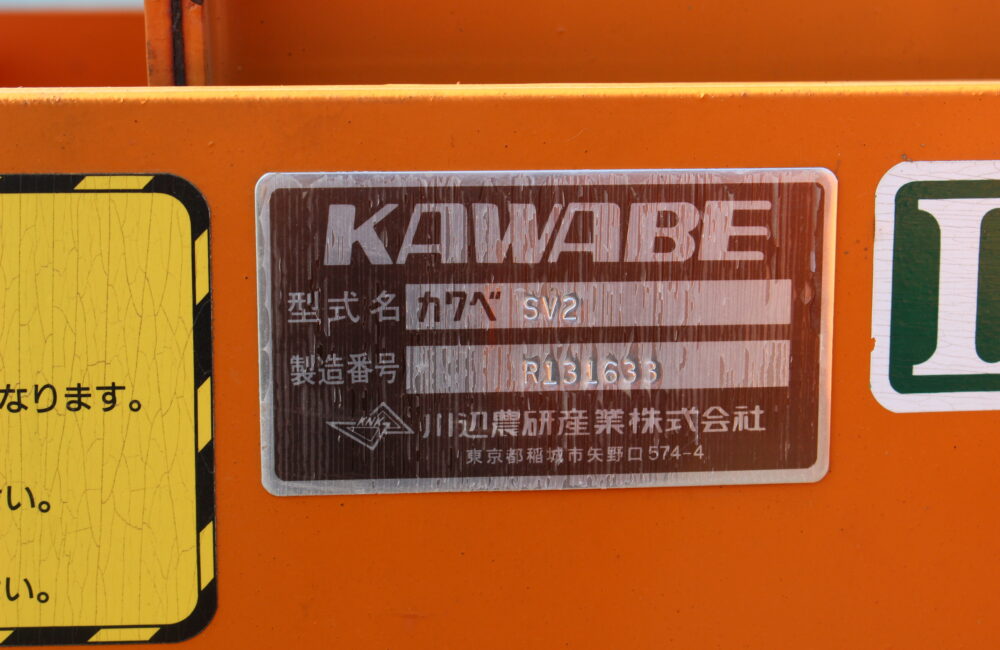 KAWABE
型式名 カワベ SV2
製造番号 R131633
KNK 川辺農研産業株式会社
東京都稲城市矢野口574-4
なります。
い。
い。